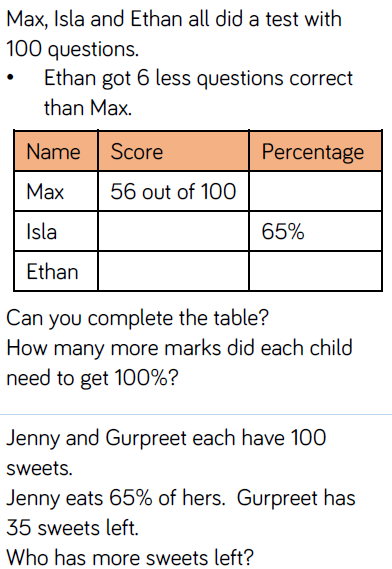 Max, Isla and Ethan all did a test with
100 questions.
• Ethan got 6 less questions correct
than Max.
Name Score Percentage
Max 56 out of 100
Isla 65%
Ethan
Can you complete the table?
How many more marks did each child
need to get 100%?
Jenny and Gurpreet each have 100
sweets.
Jenny eats 65% of hers. Gurpreet has
35 sweets left.
Who has more sweets left?